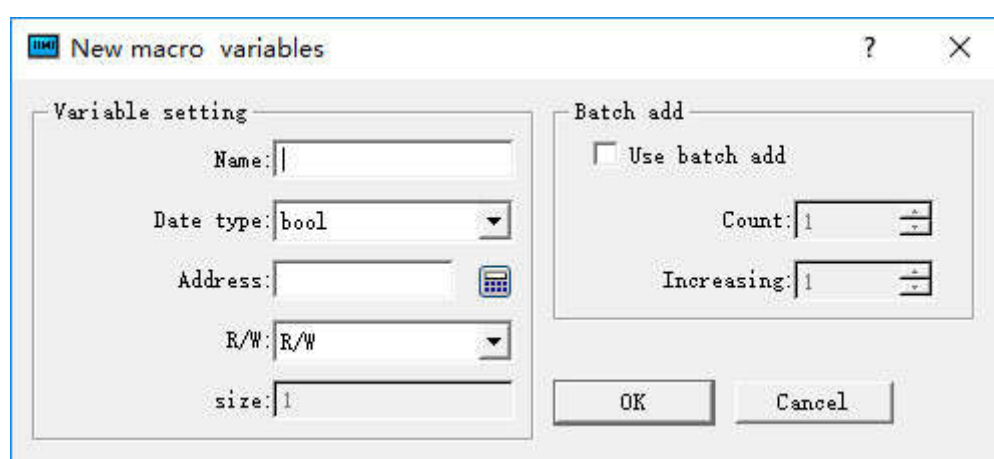 New macro variables
Variable setting
Name:
Date type: bool
Address:
R/W: R/W
size: 1
Batch add
Use batch add
Count: 1
Increasing: 1
OK
Cancel